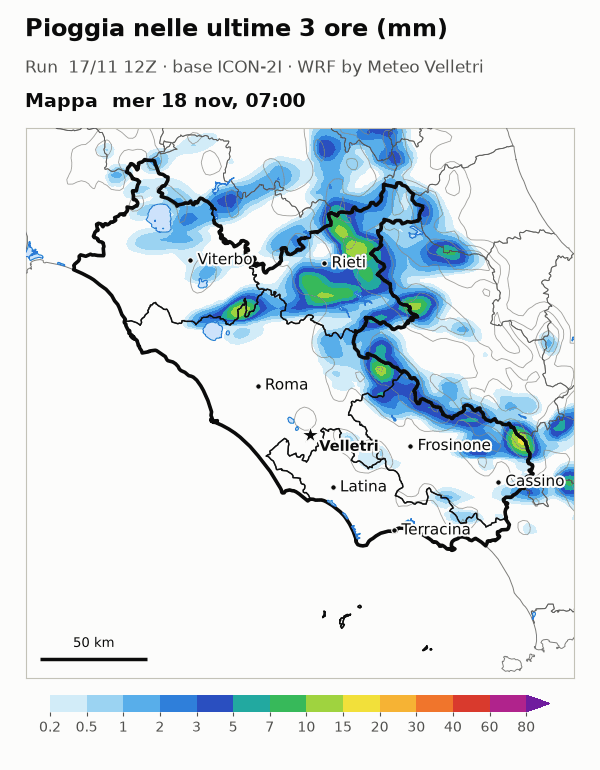 Pioggia nelle ultime 3 ore (mm)
Run  17/11 12Z · base ICON-2I · WRF by Meteo Velletri
Mappa  mer 18 nov, 07:00
Viterbo
Rieti
Roma
Velletri
Frosinone
Cassino
Latina
Terracina
50 km
0.2 0.5 1 2 3 5 7 10 15 20 30 40 60 80